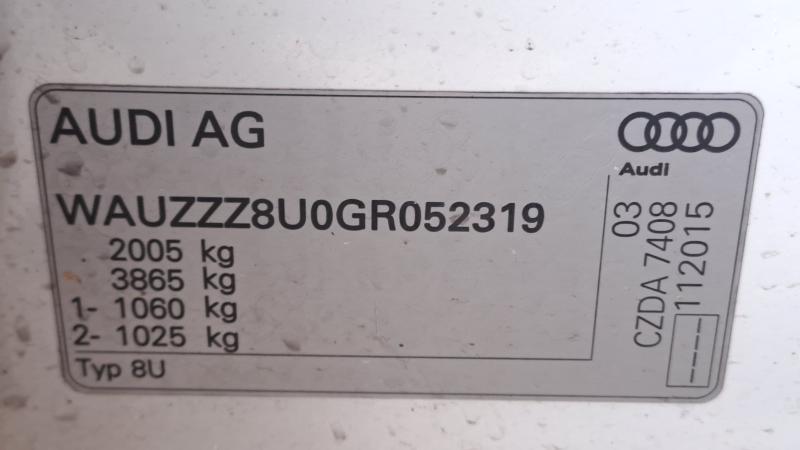 AUDI AG
Audi
WAUZZZ8U0GR052319
2005 kg
3865 kg
1- 1060 kg
2- 1025 kg
Typ 8U
03
CZDA 7408
112015
----